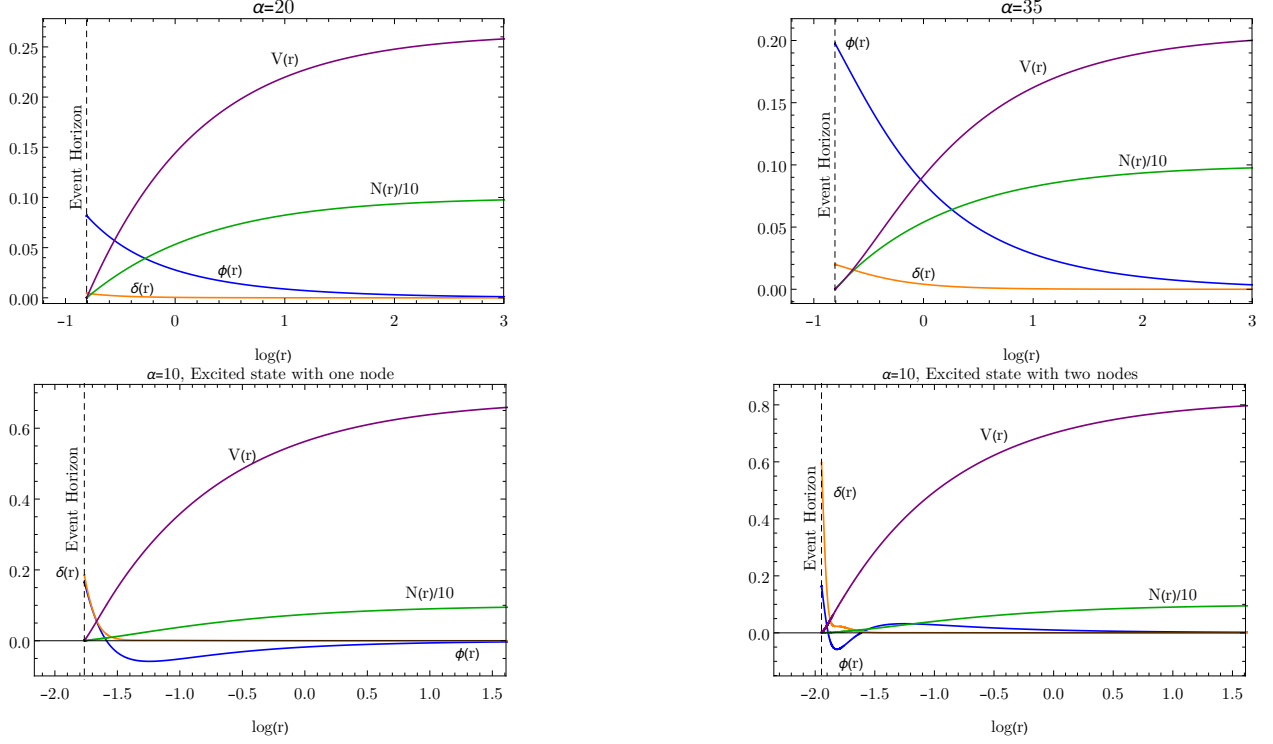 α=20
0.25
0.20
0.15
0.10
0.05
0.00
Event Horizon
V(r)
N(r)/10
ϕ(r)
δ(r)
−1
0
1
2
3
log(r)
α=35
0.20
0.15
0.10
0.05
0.00
Event Horizon
ϕ(r)
V(r)
N(r)/10
δ(r)
−1
0
1
2
3
log(r)
α=10, Excited state with one node
0.6
0.4
0.2
0.0
Event Horizon
V(r)
δ(r)
N(r)/10
ϕ(r)
−2.0
−1.5
−1.0
−0.5
0.0
0.5
1.0
1.5
log(r)
α=10, Excited state with two nodes
0.8
0.6
0.4
0.2
0.0
Event Horizon
V(r)
δ(r)
N(r)/10
ϕ(r)
−2.0
−1.5
−1.0
−0.5
0.0
0.5
1.0
1.5
log(r)